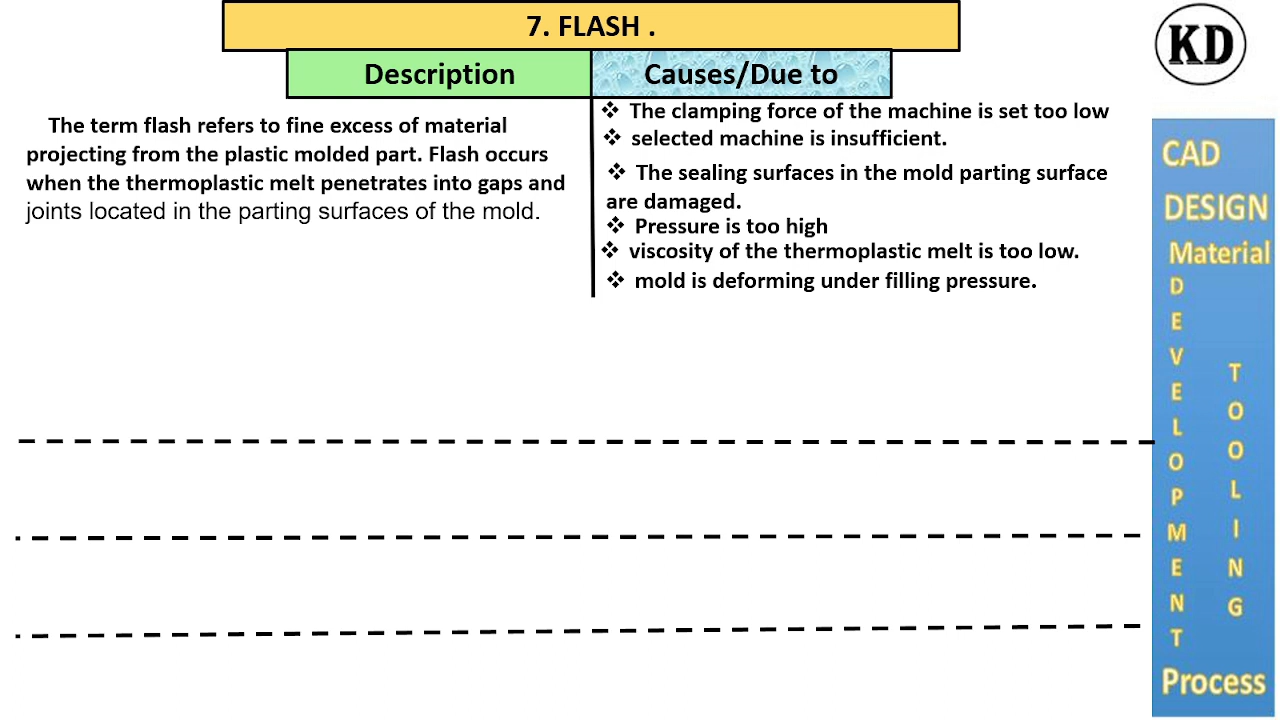 7. FLASH .
Description
Causes/Due to
The term flash refers to fine excess of material
projecting from the plastic molded part. Flash occurs
when the thermoplastic melt penetrates into gaps and
joints located in the parting surfaces of the mold.
❖ The clamping force of the machine is set too low
❖ selected machine is insufficient.
❖ The sealing surfaces in the mold parting surface
are damaged.
❖ Pressure is too high
❖ viscosity of the thermoplastic melt is too low.
❖ mold is deforming under filling pressure.
KD
CAD
DESIGN
Material
DEVELOPMENT
TOOLING
Process